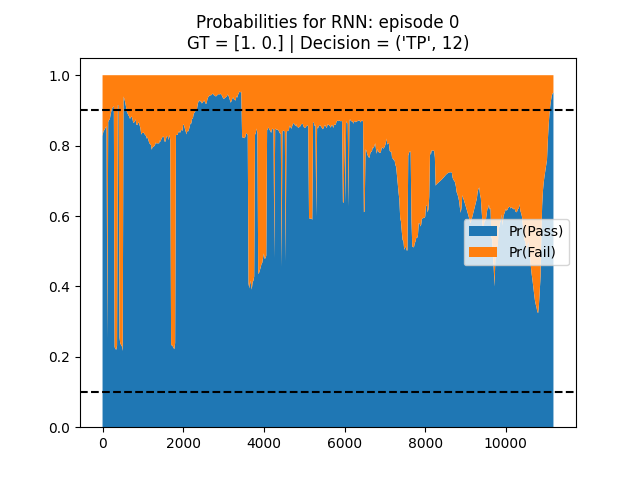 Probabilities for RNN: episode 0
GT = [1. 0.] | Decision = ('TP', 12)
1.0
0.8
0.6
0.4
0.2
0.0
Pr(Pass)
Pr(Fail)
0 2000 4000 6000 8000 10000